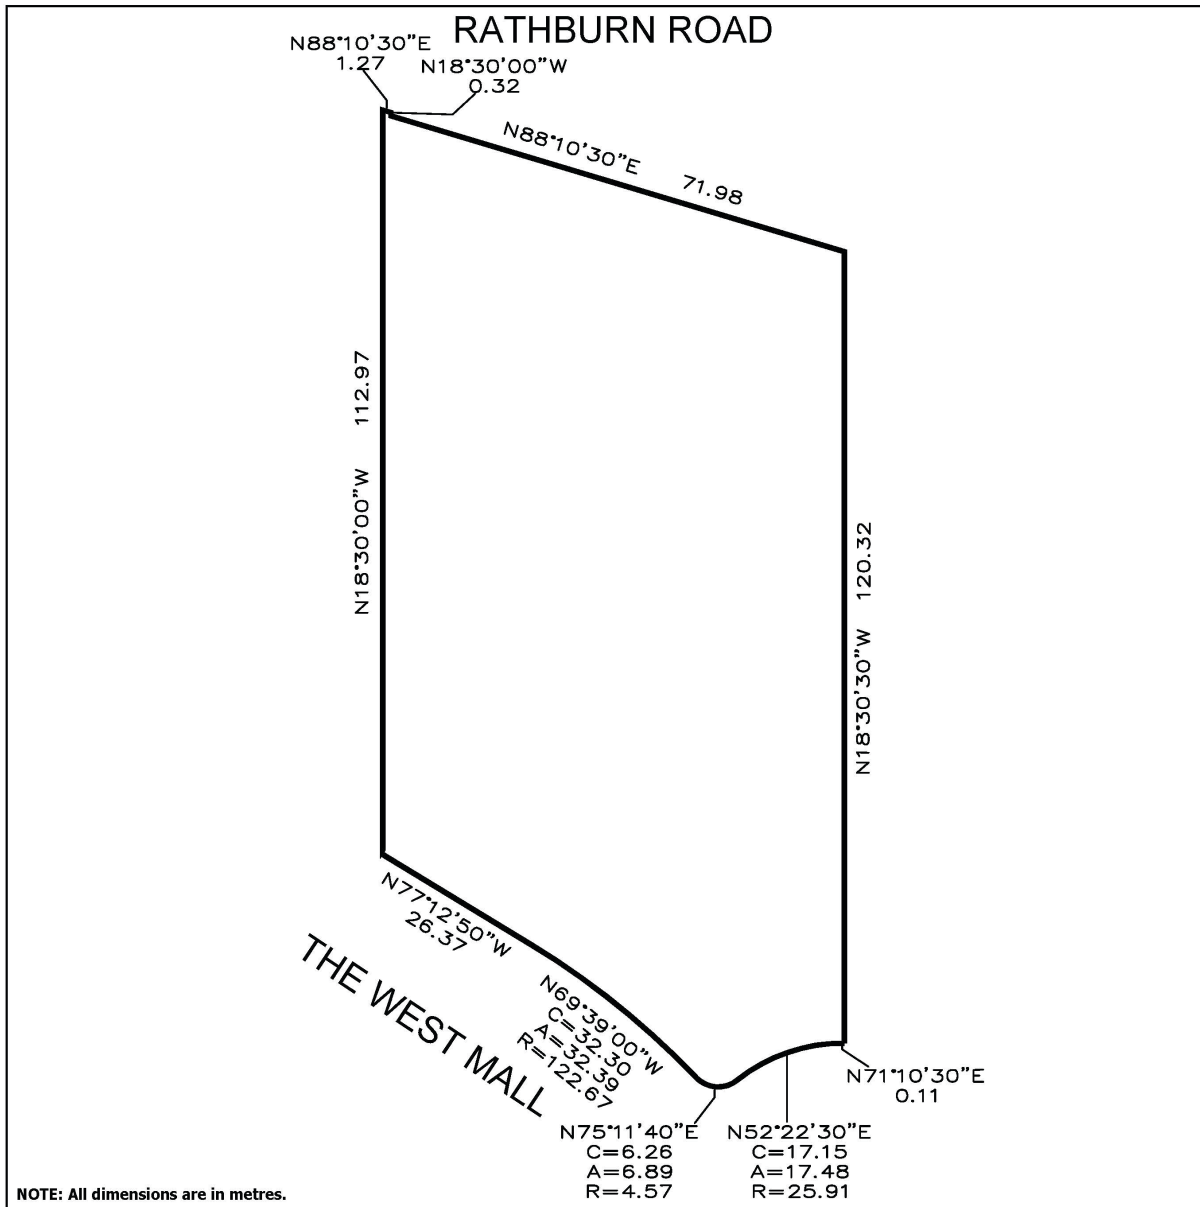 RATHBURN ROAD
N88°10'30"E
1.27
N18°30'00"W
0.32
N88°10'30"E 71.98
N18°30'00"W 112.97
N18°30'30"W 120.32
N77°12'50"W
26.37
THE WEST MALL
N69°39'00"W
C=32.30
A=32.39
R=122.67
N71°10'30"E
0.11
N75°11'40"E
C=6.26
A=6.89
R=4.57
N52°22'30"E
C=17.15
A=17.48
R=25.91
NOTE: All dimensions are in metres.